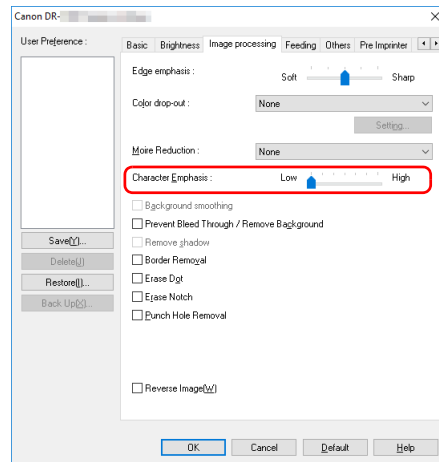 Canon DR-
User Preference :
Basic Brightness Image processing Feeding Others Pre Imprinter
Edge emphasis :
Soft Sharp
Color drop-out :
None
Setting...
Moire Reduction :
None
Character Emphasis :
Low High
Background smoothing
Prevent Bleed Through / Remove Background
Remove shadow
Border Removal
Erase Dot
Erase Notch
Punch Hole Removal
Reverse Image(W)
Save(Y)...
Delete(J)
Restore(I)...
Back Up(X)...
OK Cancel Default Help